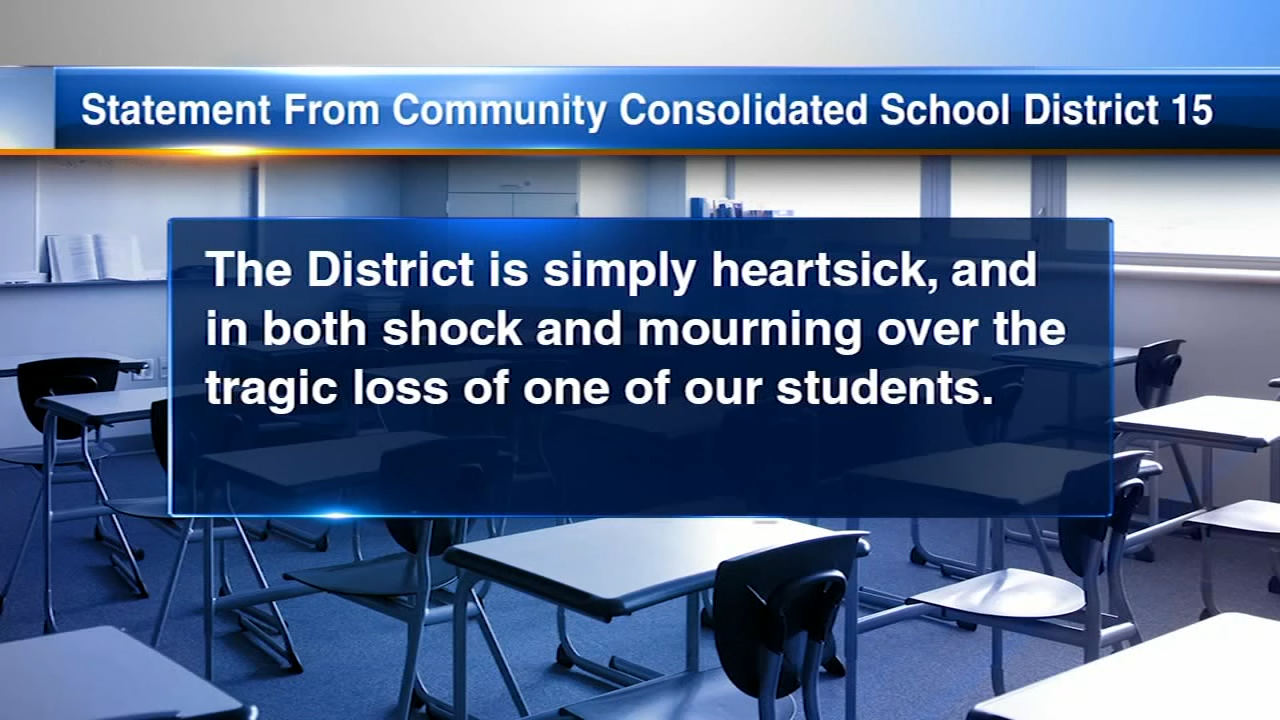 Statement From Community Consolidated School District 15
The District is simply heartsick, and
in both shock and mourning over the
tragic loss of one of our students.